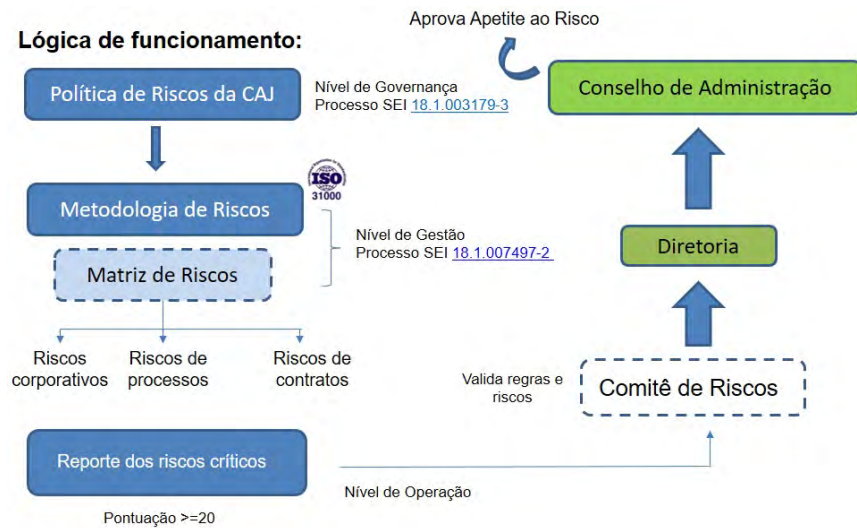 Lógica de funcionamento:
Política de Riscos da CAJ
Nível de Governança
Processo SEI 18.1.003179-3
Metodologia de Riscos
ISO
31000
Matriz de Riscos
Nível de Gestão
Processo SEI 18.1.007497-2
Riscos
corporativos
Riscos de
processos
Riscos de
contratos
Reporte dos riscos críticos
Pontuação >=20
Nível de Operação
Aprova Apetite ao Risco
Conselho de Administração
Diretoria
Valida regras e
riscos
Comitê de Riscos